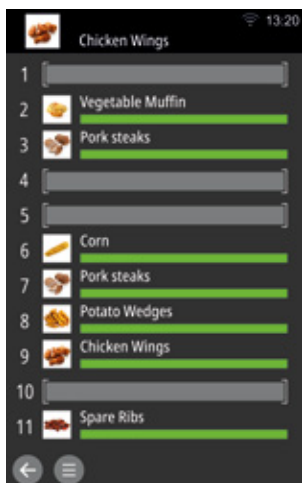 13:20
Chicken Wings
1
2 Vegetable Muffin
3 Pork steaks
4
5
6 Corn
7 Pork steaks
8 Potato Wedges
9 Chicken Wings
10
11 Spare Ribs